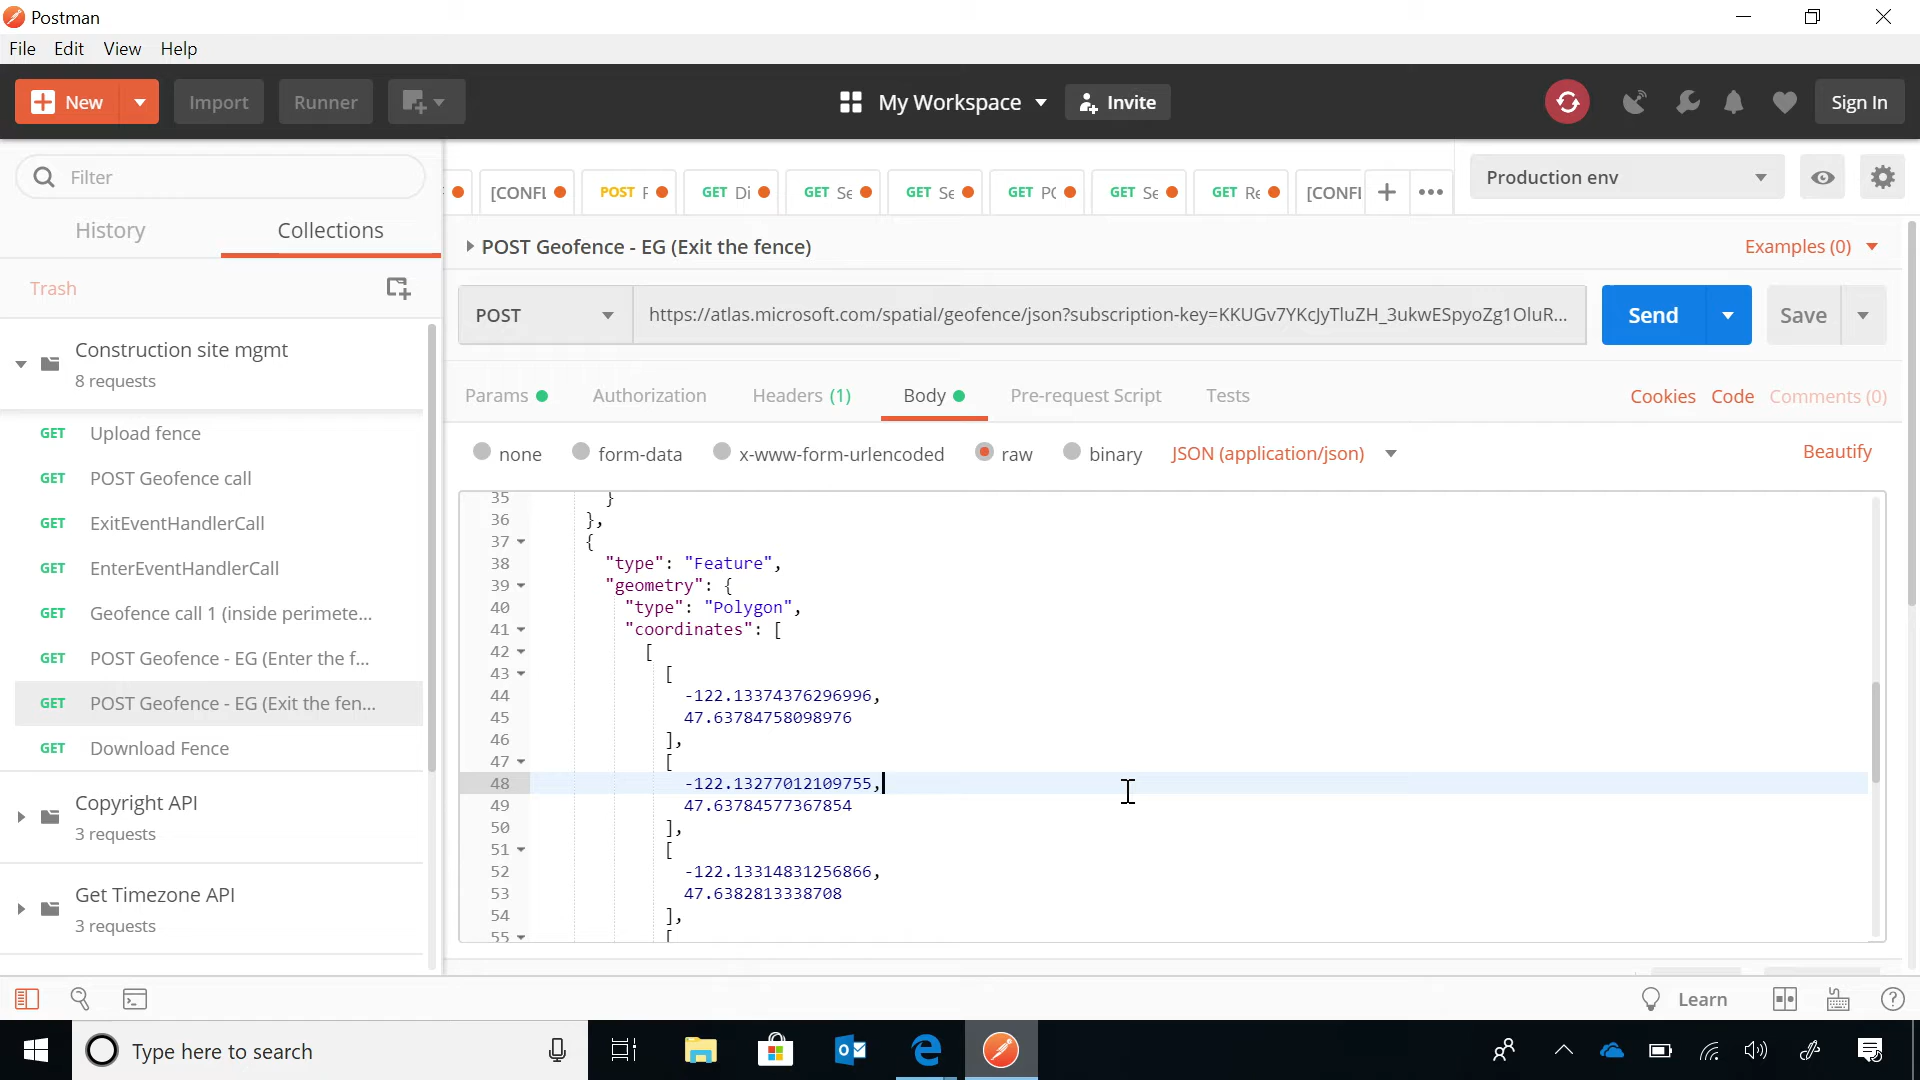 Postman
File Edit View Help
New Import Runner My Workspace Invite Sign In
Filter
History Collections
Trash
Construction site mgmt
8 requests
GET Upload fence
GET POST Geofence call
GET ExitEventHandlerCall
GET EnterEventHandlerCall
GET Geofence call 1 (inside perimete...
GET POST Geofence - EG (Enter the f...
GET POST Geofence - EG (Exit the fen...
GET Download Fence
Copyright API
3 requests
Get Timezone API
3 requests
[CONFL POST F GET Di GET Se GET Se GET PO GET Se GET Re [CONFL + •••
Production env
POST Geofence - EG (Exit the fence)
Examples (0)
POST https://atlas.microsoft.com/spatial/geofence/json?subscription-key=KKUGv7YKcJyTluZH_3ukwESpyoZg1OluR... Send Save
Params Authorization Headers (1) Body Pre-request Script Tests Cookies Code Comments (0)
none form-data x-www-form-urlencoded raw binary JSON (application/json) Beautify
35 }
36 },
37 {
38 "type": "Feature",
39 "geometry": {
40 "type": "Polygon",
41 "coordinates": [
42 [
43 [
44 -122.13374376296996,
45 47.63784758098976
46 ],
47 [
48 -122.13277012109755,
49 47.63784577367854
50 ],
51 [
52 -122.13314831256866,
53 47.6382813338708
54 ],
55 [
Learn
Type here to search